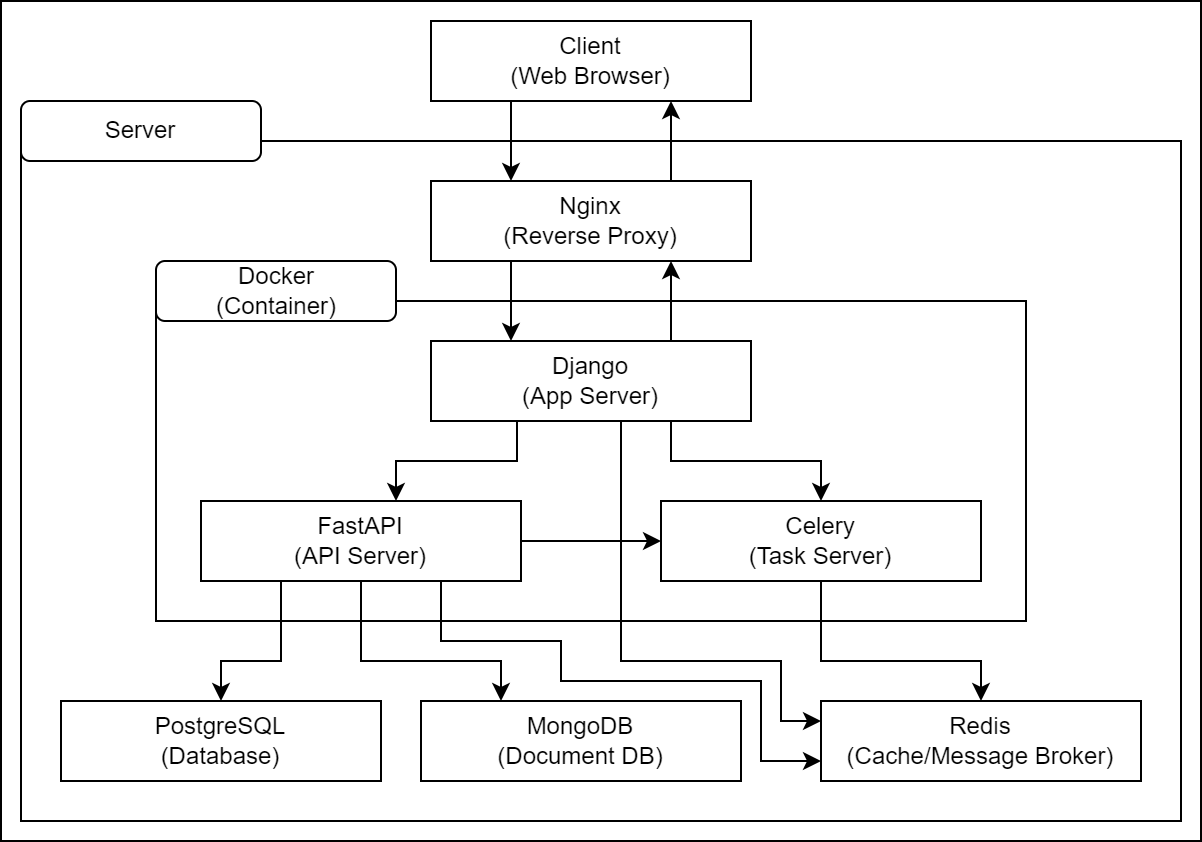 Client
(Web Browser)
Server
Nginx
(Reverse Proxy)
Docker
(Container)
Django
(App Server)
FastAPI
(API Server)
Celery
(Task Server)
PostgreSQL
(Database)
MongoDB
(Document DB)
Redis
(Cache/Message Broker)